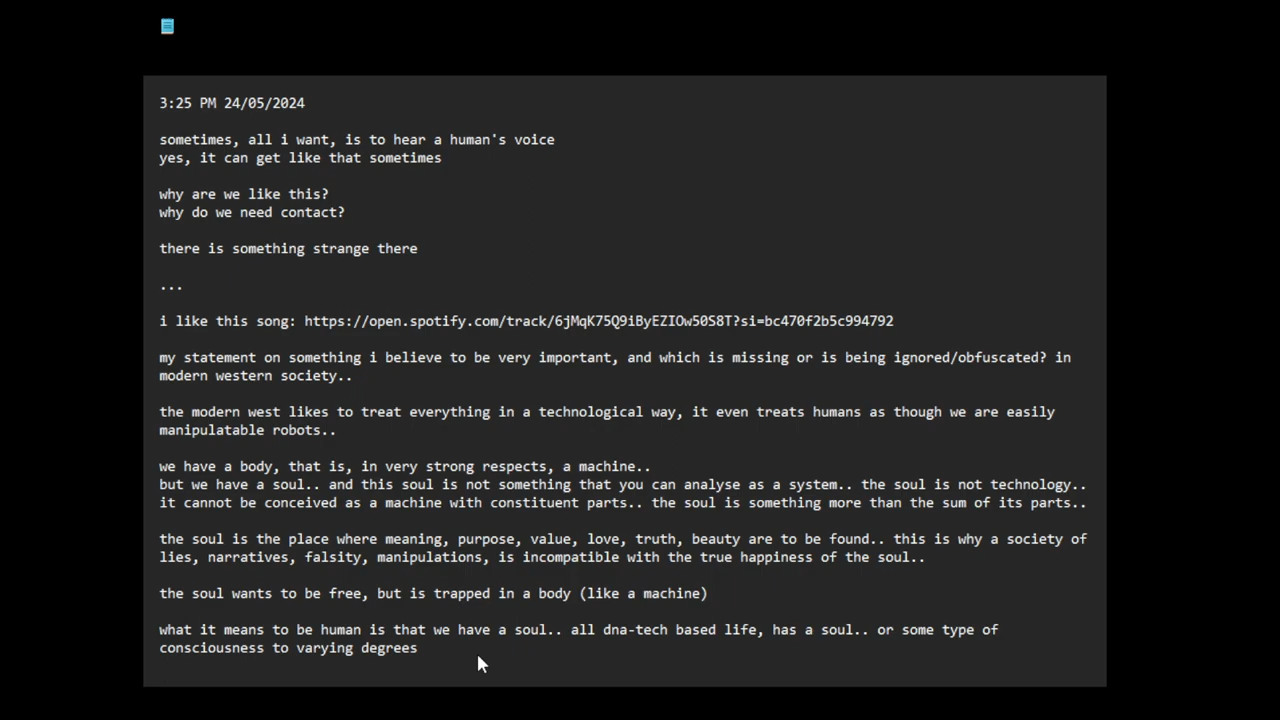 3:25 PM 24/05/2024
sometimes, all i want, is to hear a human's voice
yes, it can get like that sometimes
why are we like this?
why do we need contact?
there is something strange there
...
i like this song: https://open.spotify.com/track/6jMqK75Q9iByEZIOw50S8T?si=bc470f2b5c994792
my statement on something i believe to be very important, and which is missing or is being ignored/obfuscated? in
modern western society..
the modern west likes to treat everything in a technological way, it even treats humans as though we are easily
manipulatable robots..
we have a body, that is, in very strong respects, a machine..
but we have a soul.. and this soul is not something that you can analyse as a system.. the soul is not technology..
it cannot be conceived as a machine with constituent parts.. the soul is something more than the sum of its parts..
the soul is the place where meaning, purpose, value, love, truth, beauty are to be found.. this is why a society of
lies, narratives, falsity, manipulations, is incompatible with the true happiness of the soul..
the soul wants to be free, but is trapped in a body (like a machine)
what it means to be human is that we have a soul.. all dna-tech based life, has a soul.. or some type of
consciousness to varying degrees